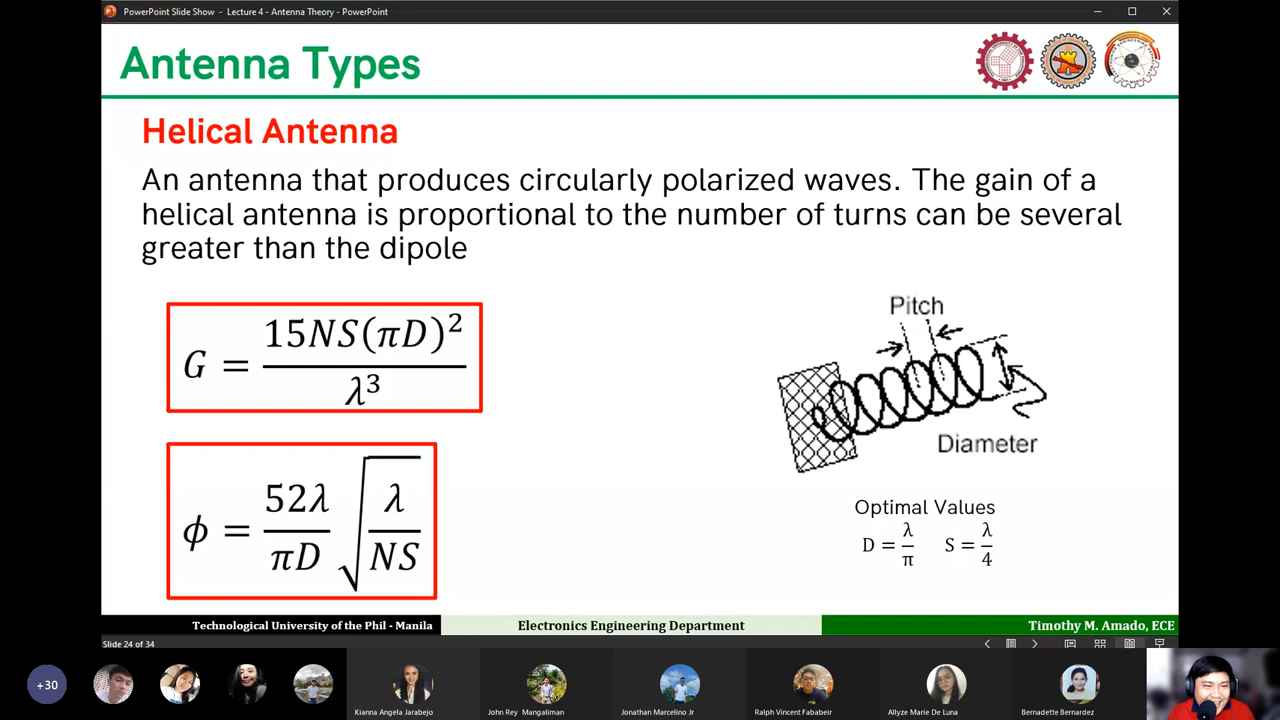 PowerPoint Slide Show - Lecture 4 - Antenna Theory - PowerPoint
Antenna Types
Helical Antenna
An antenna that produces circularly polarized waves. The gain of a
helical antenna is proportional to the number of turns can be several
greater than the dipole
G = 15NS(πD)² / λ³
ϕ = 52λ / πD √(λ / NS)
Pitch
Diameter
Optimal Values
D = λ/π S = λ/4
Technological University of the Phil - Manila
Electronics Engineering Department
Timothy M. Amado, ECE
Slide 24 of 34
+30
Kianna Angela Jarabejo
John Rey Mangaliman
Jonathan Marcelino Jr
Ralph Vincent Fababeir
Allyze Marie De Luna
Bernadette Bernardez